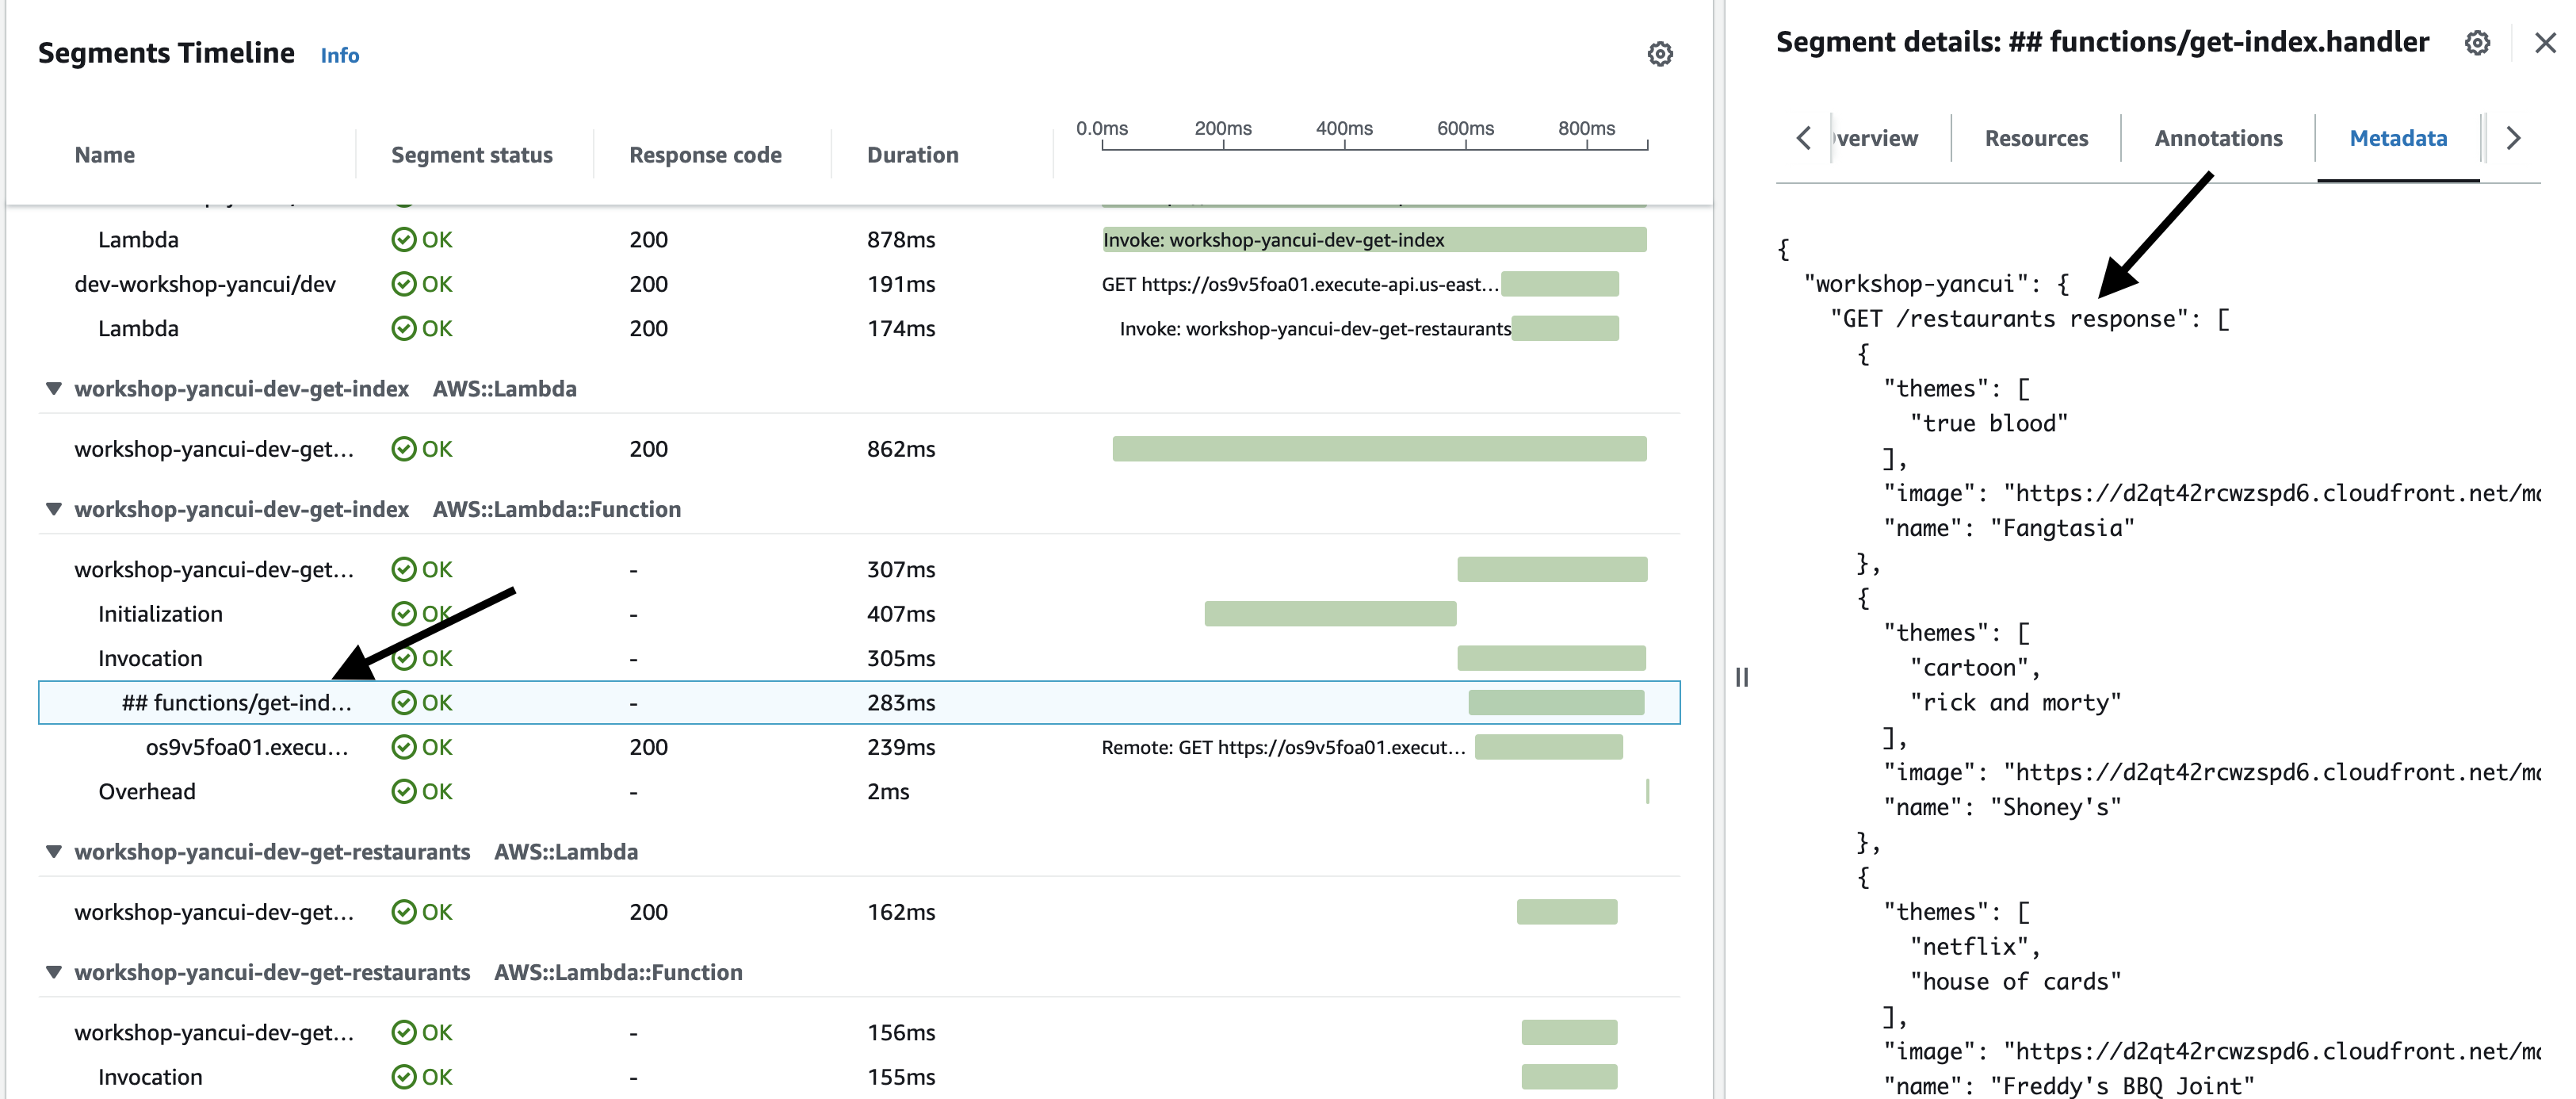 Segments Timeline Info
Name Segment status Response code Duration 0.0ms 200ms 400ms 600ms 800ms
Lambda OK 200 878ms Invoke: workshop-yancui-dev-get-index
dev-workshop-yancui/dev OK 200 191ms GET https://os9v5foa01.execute-api.us-east...
Lambda OK 200 174ms Invoke: workshop-yancui-dev-get-restaurants
workshop-yancui-dev-get-index AWS::Lambda
workshop-yancui-dev-get... OK 200 862ms
workshop-yancui-dev-get-index AWS::Lambda::Function
workshop-yancui-dev-get... OK - 307ms
Initialization OK - 407ms
Invocation OK - 305ms
## functions/get-ind... OK - 283ms
os9v5foa01.execu... OK 200 239ms Remote: GET https://os9v5foa01.execut...
Overhead OK - 2ms
workshop-yancui-dev-get-restaurants AWS::Lambda
workshop-yancui-dev-get... OK 200 162ms
workshop-yancui-dev-get-restaurants AWS::Lambda::Function
workshop-yancui-dev-get... OK - 156ms
Invocation OK - 155ms
Segment details: ## functions/get-index.handler
verview Resources Annotations Metadata
{
"workshop-yancui": {
"GET /restaurants response": [
{
"themes": [
"true blood"
],
"image": "https://d2qt42rcwzspd6.cloudfront.net/m
"name": "Fangtasia"
},
{
"themes": [
"cartoon",
"rick and morty"
],
"image": "https://d2qt42rcwzspd6.cloudfront.net/m
"name": "Shoney's"
},
{
"themes": [
"netflix",
"house of cards"
],
"image": "https://d2qt42rcwzspd6.cloudfront.net/m
"name": "Freddy's BBQ Joint"